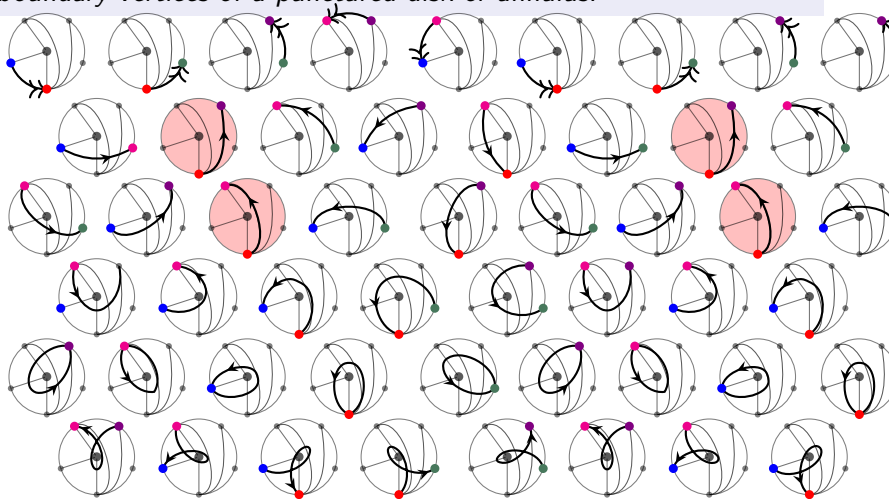 boundary vertices of a punctured disk or annulus.